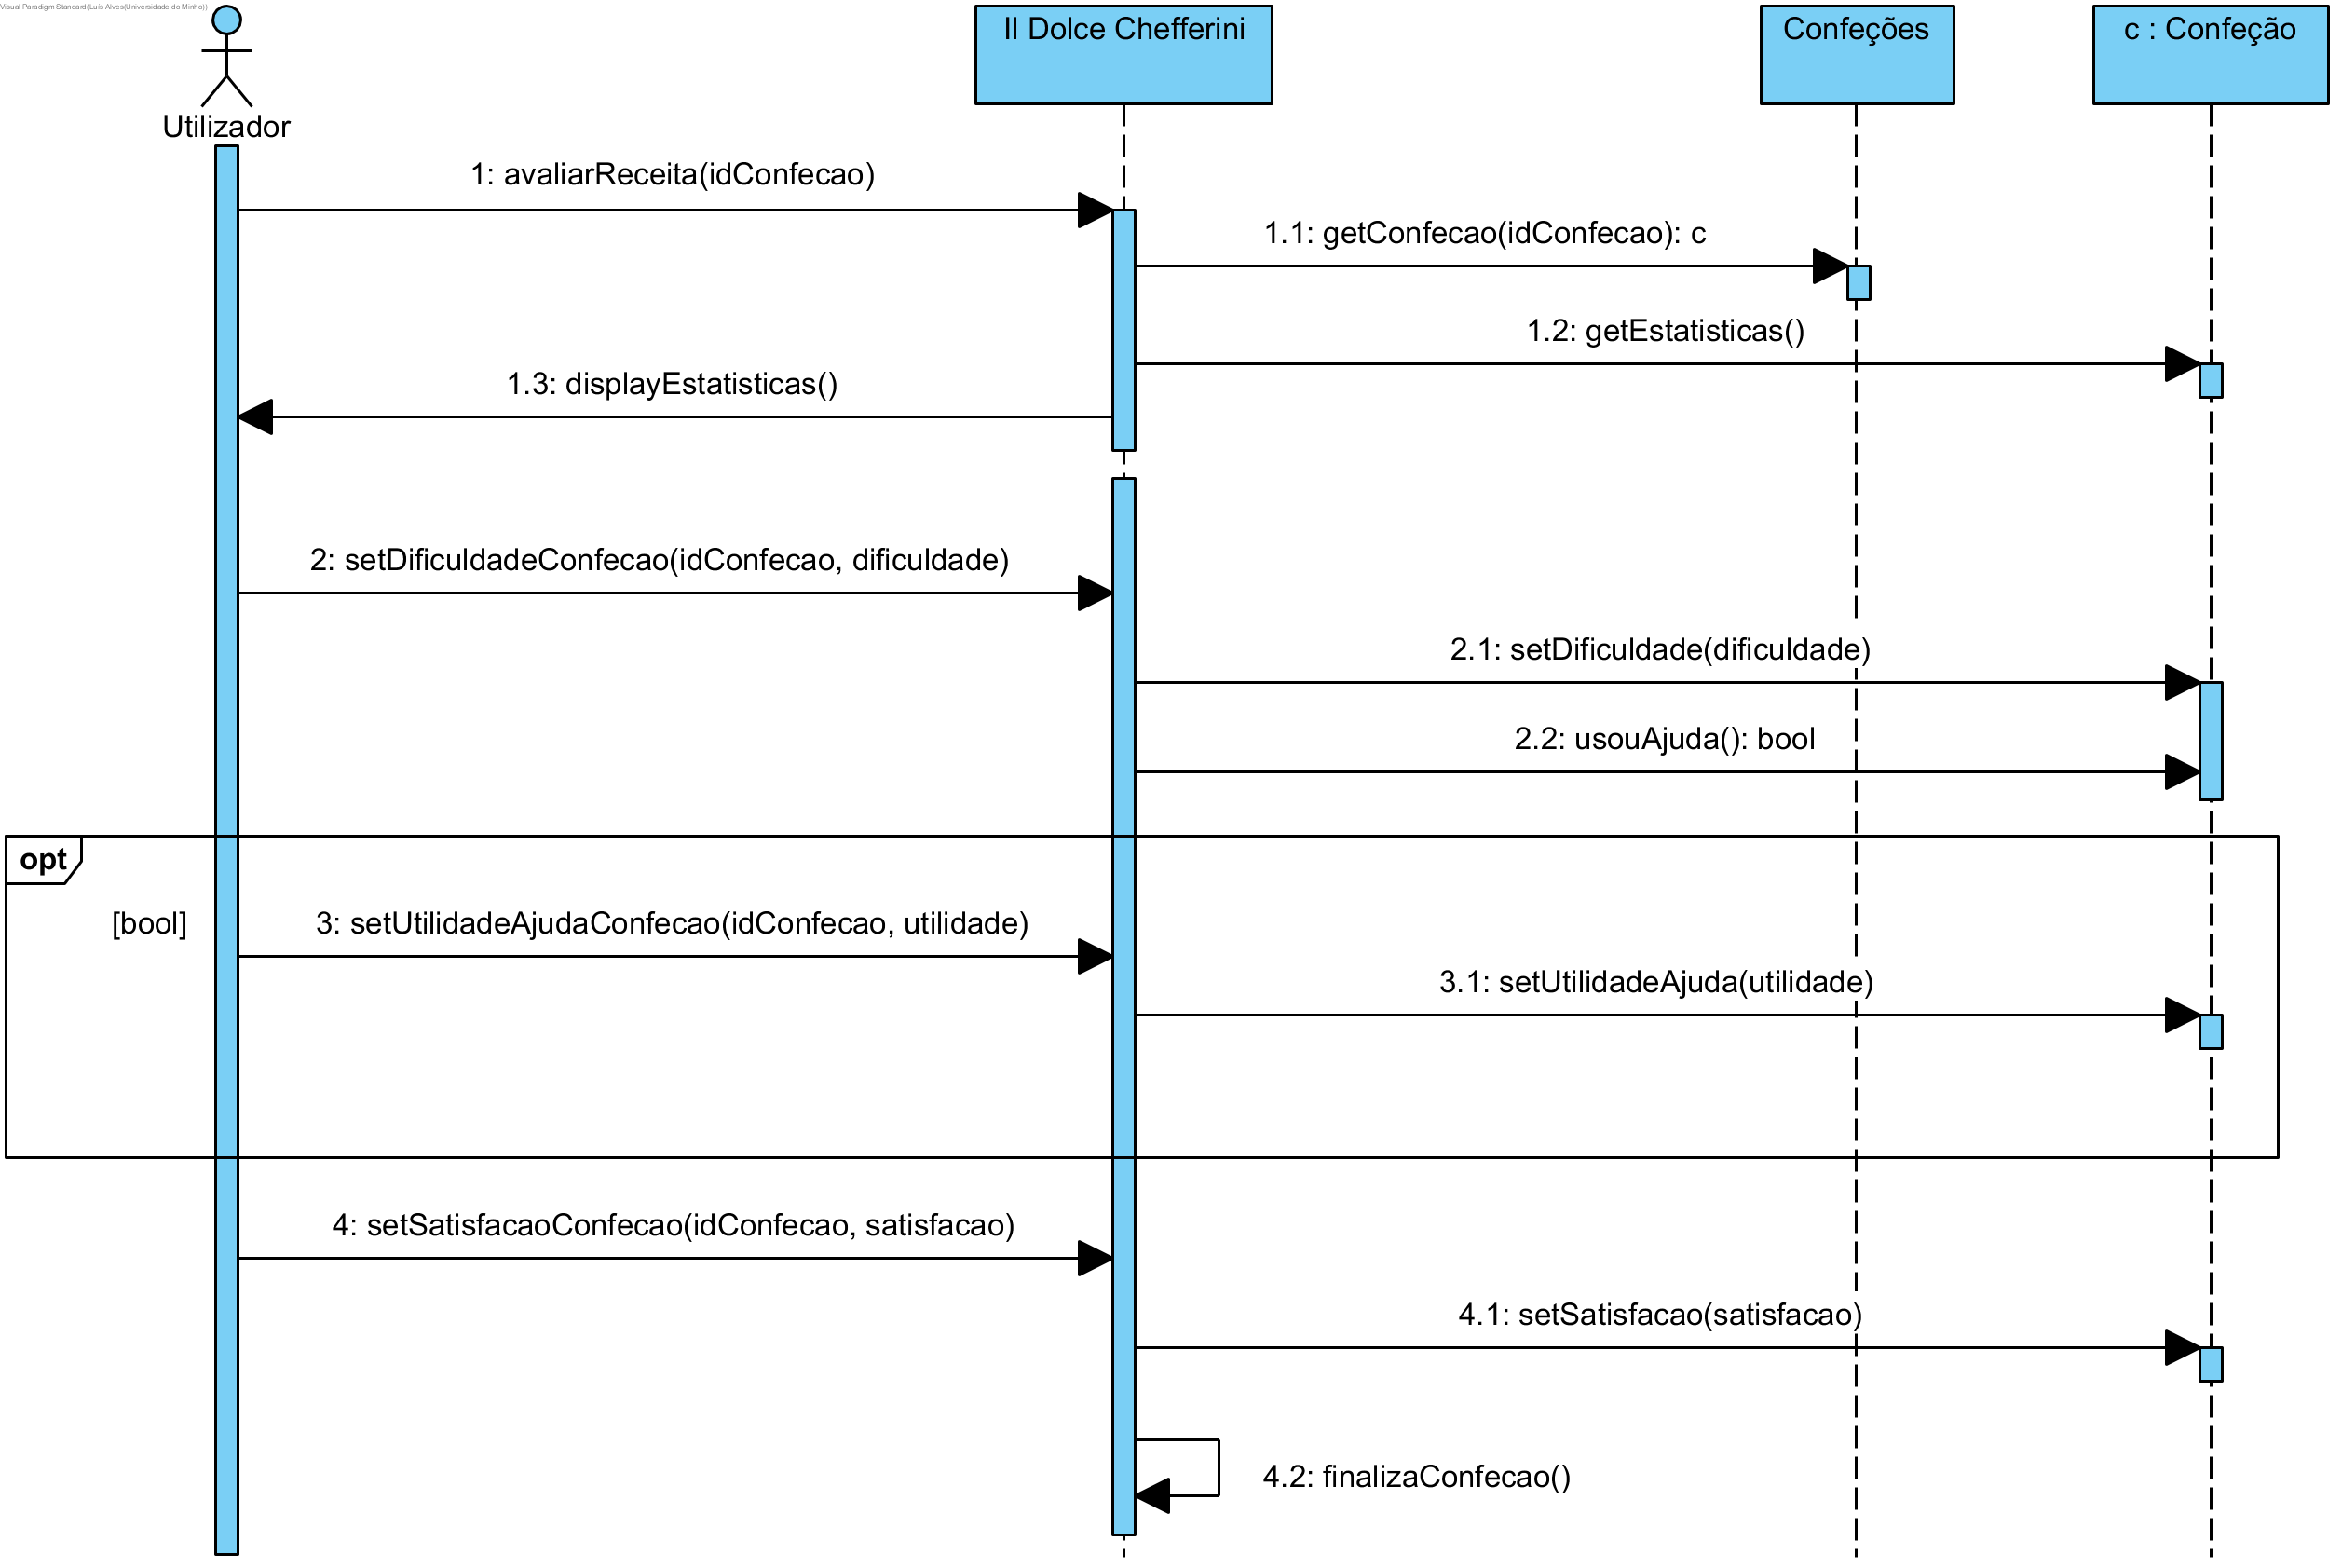 Visual Paradigm Standard(Luís Alves(Universidade do Minho))
Il Dolce Chefferini
Confeções
c : Confeção
Utilizador
1: avaliarReceita(idConfecao)
1.1: getConfecao(idConfecao): c
1.2: getEstatisticas()
1.3: displayEstatisticas()
2: setDificuldadeConfecao(idConfecao, dificuldade)
2.1: setDificuldade(dificuldade)
2.2: usouAjuda(): bool
opt
[bool]
3: setUtilidadeAjudaConfecao(idConfecao, utilidade)
3.1: setUtilidadeAjuda(utilidade)
4: setSatisfacaoConfecao(idConfecao, satisfacao)
4.1: setSatisfacao(satisfacao)
4.2: finalizaConfecao()